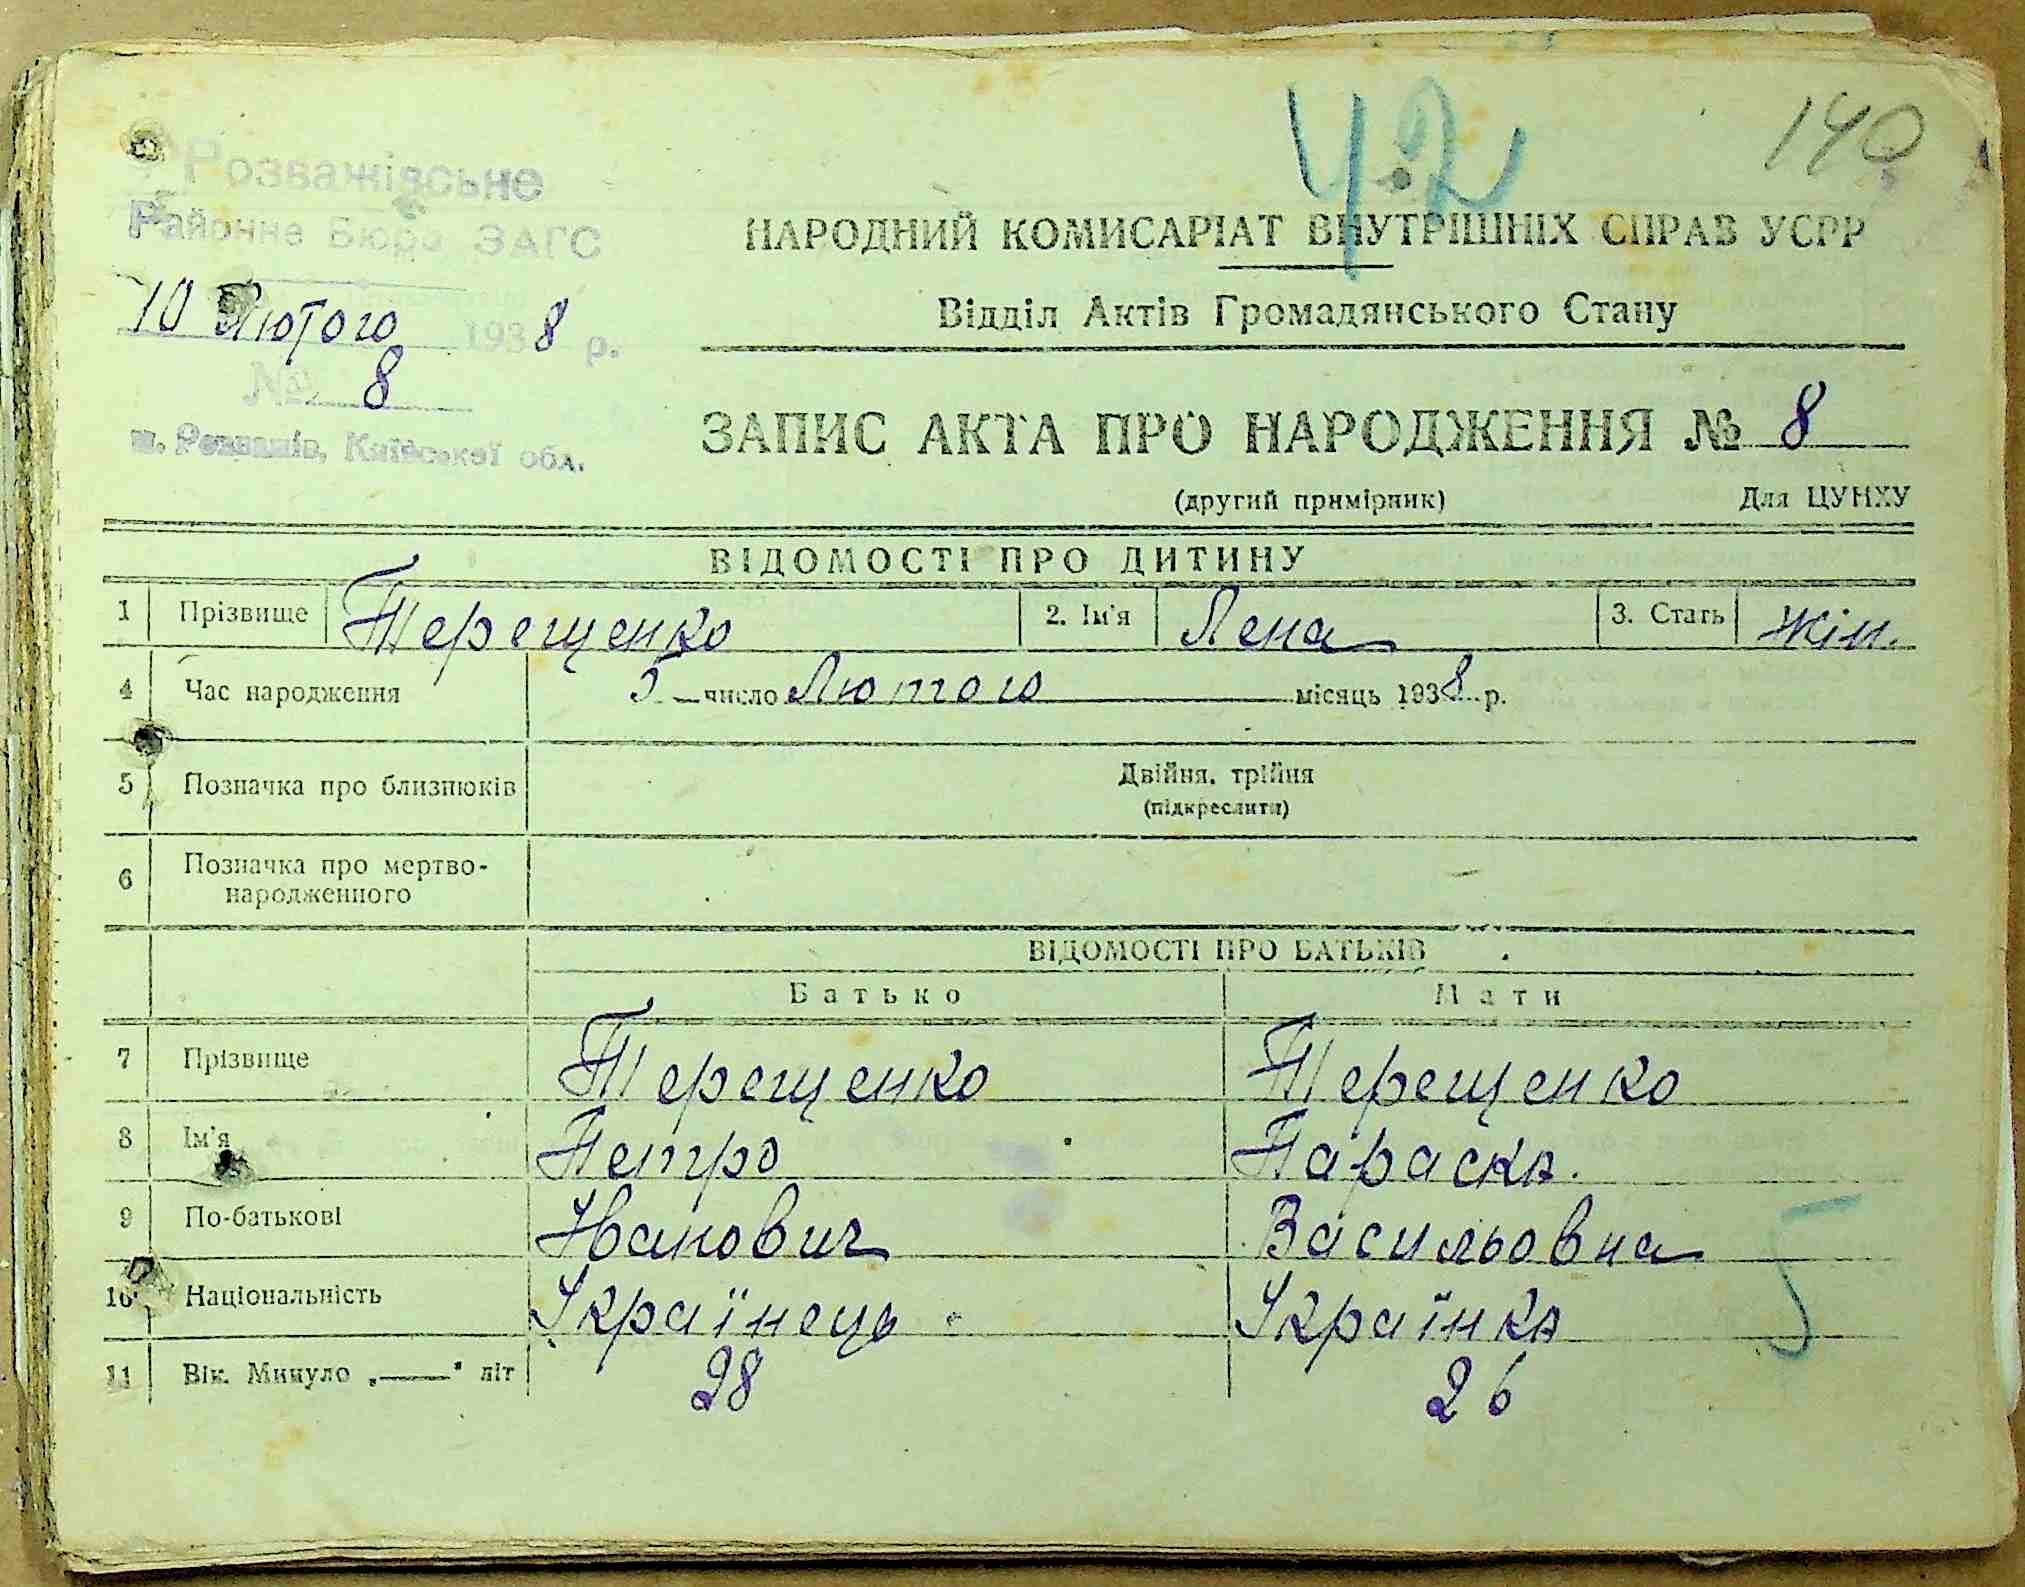 42
140
Розважівське
Районне Бюро ЗАГС
10 Лютого 1938 р.
№ 8
м. Розважів, Київської обл.
НАРОДНИЙ КОМИСАРІАТ ВНУТРІШНІХ СПРАВ УСРР
Відділ Актів Громадянського Стану
ЗАПИС АКТА ПРО НАРОДЖЕННЯ № 8
(другий примірник) Для ЦУНХУ
ВІДОМОСТІ ПРО ДИТИНУ
1 Прізвище Терещенко 2. Ім'я Лена 3. Стать жін.
4 Час народження 5 число Лютого місяць 1938 р.
5 Позначка про близнюків Двійня, трійня
(підкреслити)
6 Позначка про мертво-
народженного
ВІДОМОСТІ ПРО БАТЬКІВ
Батько Мати
7 Прізвище Терещенко Терещенко
8 Ім'я Петро Параска.
9 По-батькові Иванович Васильовна
10 Національність Українець Українка
5
11 Вік. Минуло „——" літ 28 26